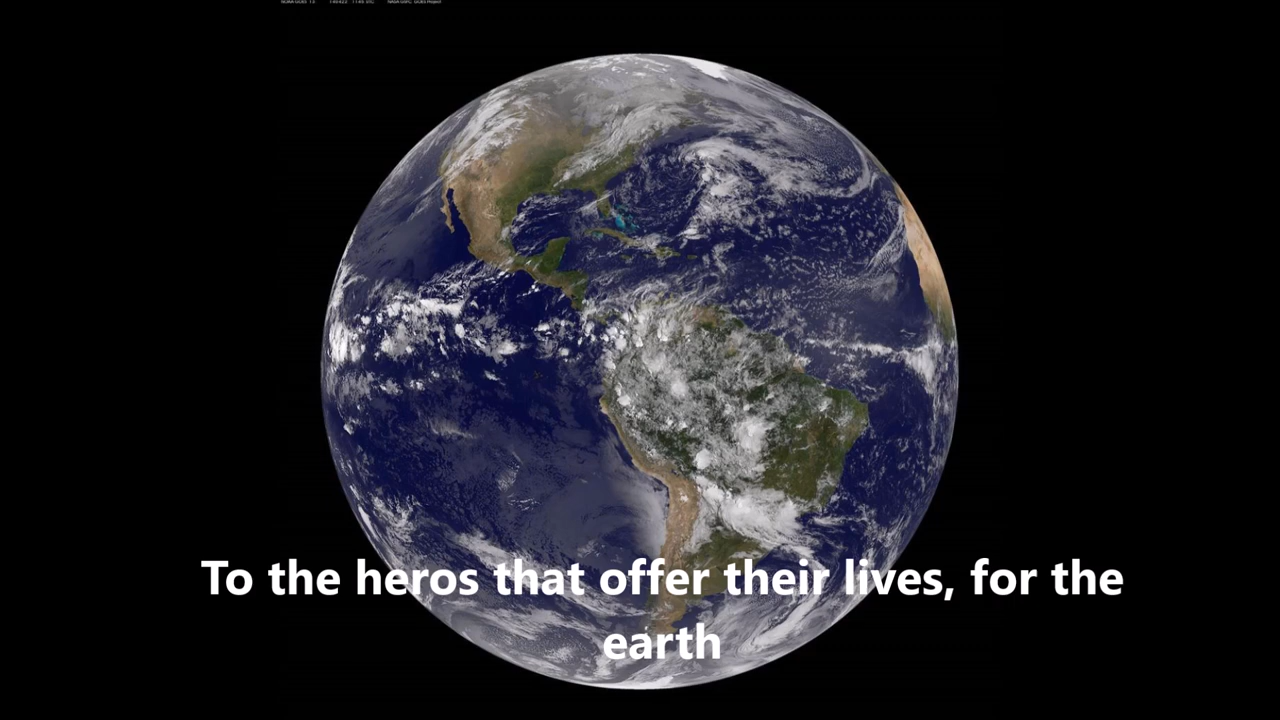 To the heros that offer their lives, for the
earth